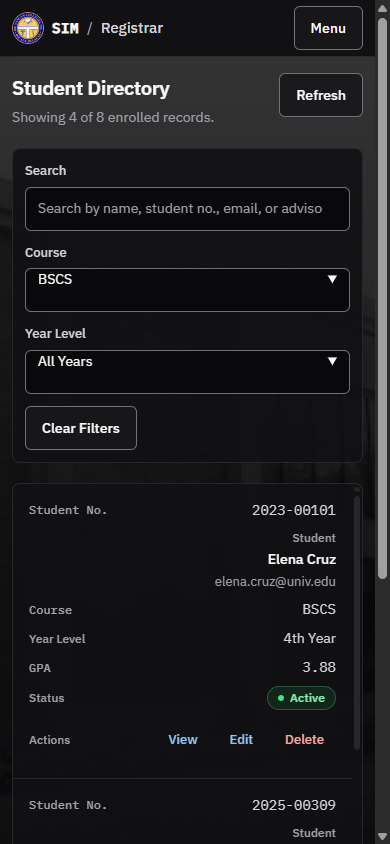 SIM / Registrar
Menu
Student Directory
Refresh
Showing 4 of 8 enrolled records.
Search
Search by name, student no., email, or adviso
Course
BSCS
Year Level
All Years
Clear Filters
Student No. 2023-00101
Student
Elena Cruz
elena.cruz@univ.edu
Course BSCS
Year Level 4th Year
GPA 3.88
Status Active
Actions View Edit Delete
Student No. 2025-00309
Student